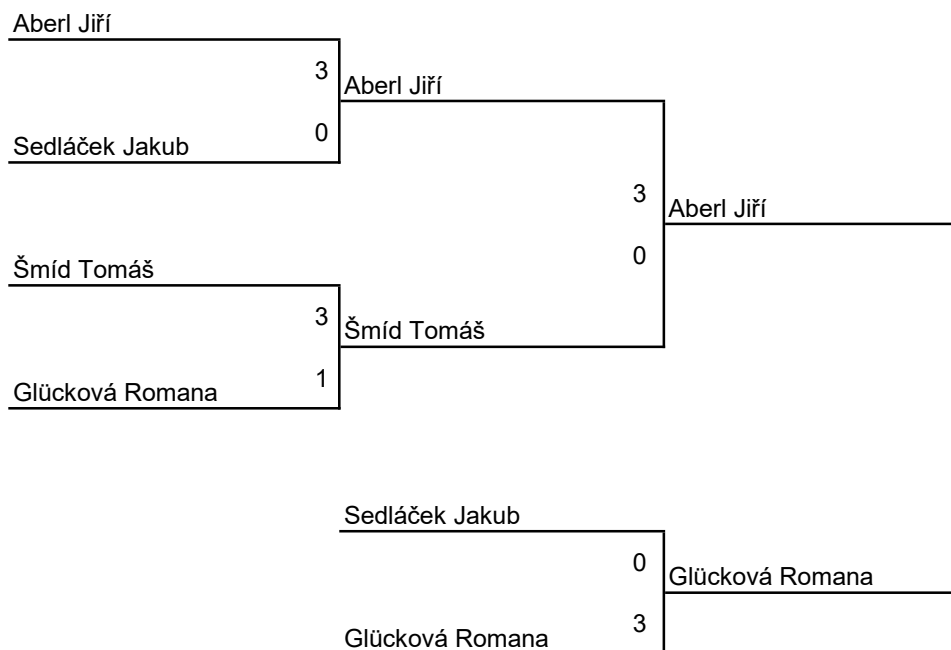 Aberl Jiří
3
Aberl Jiří
0
Sedláček Jakub
3
Aberl Jiří
0
Šmíd Tomáš
3
Šmíd Tomáš
1
Glücková Romana
Sedláček Jakub
0
Glücková Romana
3
Glücková Romana